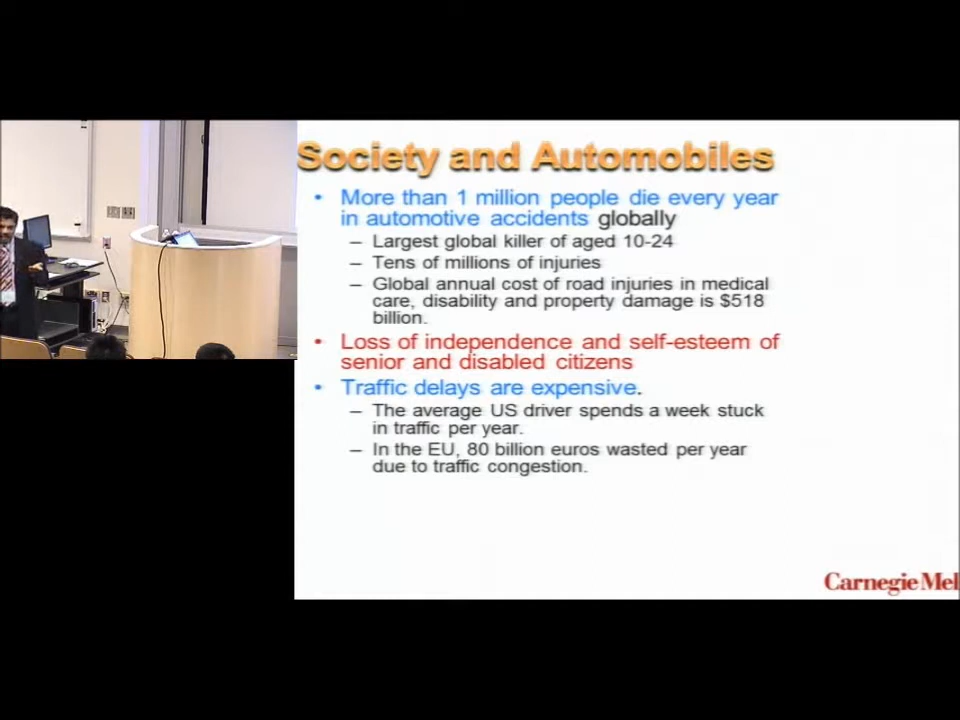 Society and Automobiles
• More than 1 million people die every year
in automotive accidents globally
– Largest global killer of aged 10-24
– Tens of millions of injuries
– Global annual cost of road injuries in medical
care, disability and property damage is $518
billion.
• Loss of independence and self-esteem of
senior and disabled citizens
• Traffic delays are expensive.
– The average US driver spends a week stuck
in traffic per year.
– In the EU, 80 billion euros wasted per year
due to traffic congestion.
Carnegie Mel